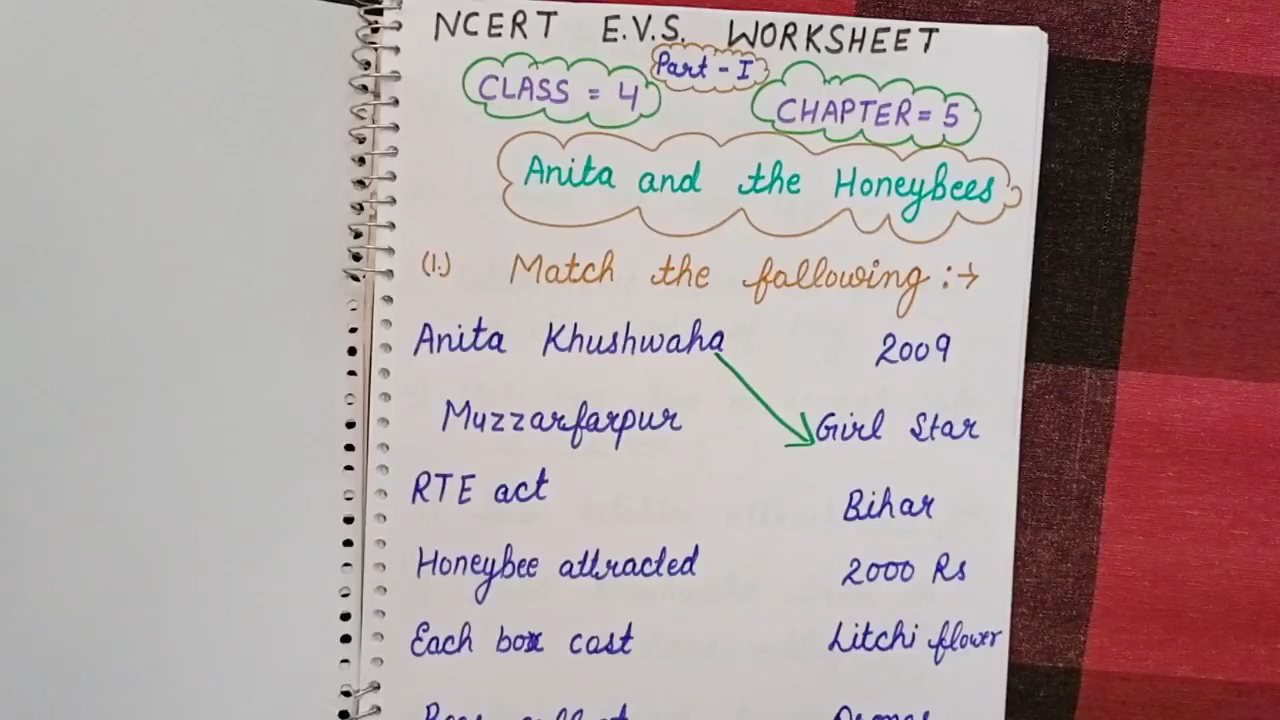 NCERT E.V.S. WORKSHEET
Part - I
CLASS = 4 CHAPTER = 5
Anita and the Honeybees
(1.) Match the following :→
Anita Khushwaha 2009
Muzzarfarpur Girl Star
RTE act Bihar
Honeybee attracted 2000 Rs
Each box cost Litchi flower